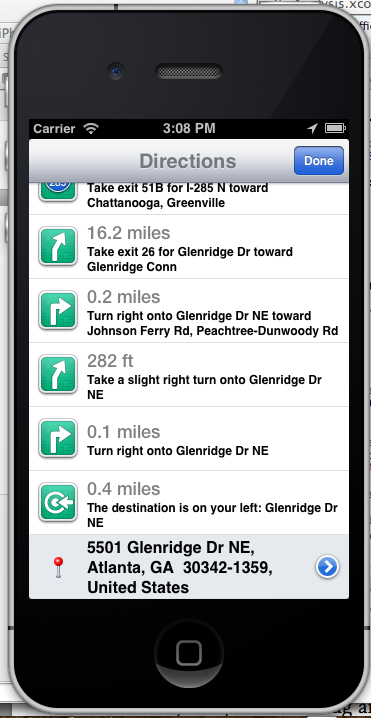 ysis.xco
Carrier
3:08 PM
Directions
Done
285
Take exit 51B for I-285 N toward
Chattanooga, Greenville
16.2 miles
Take exit 26 for Glenridge Dr toward
Glenridge Conn
0.2 miles
Turn right onto Glenridge Dr NE toward
Johnson Ferry Rd, Peachtree-Dunwoody Rd
282 ft
Take a slight right turn onto Glenridge Dr
NE
0.1 miles
Turn right onto Glenridge Dr NE
0.4 miles
The destination is on your left: Glenridge Dr
NE
5501 Glenridge Dr NE,
Atlanta, GA  30342-1359,
United States